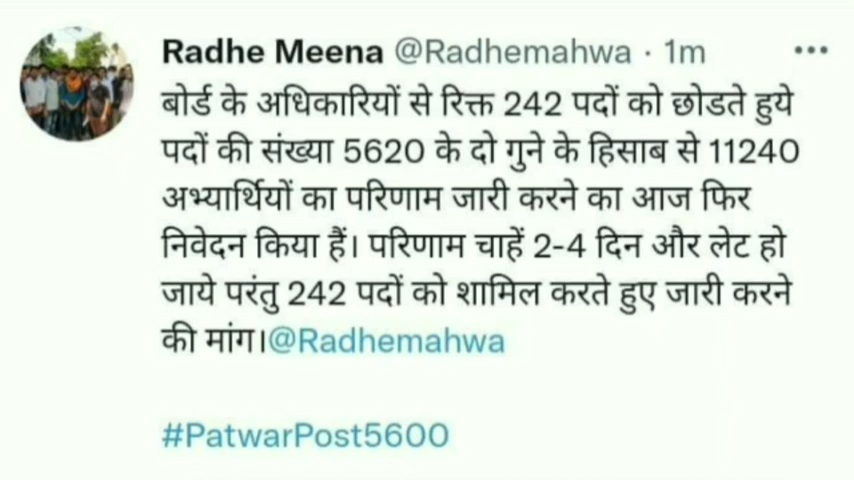 Radhe Meena @Radhemahwa · 1m
बोर्ड के अधिकारियों से रिक्त 242 पदों को छोडते हुये
पदों की संख्या 5620 के दो गुने के हिसाब से 11240
अभ्यार्थियों का परिणाम जारी करने का आज फिर
निवेदन किया हैं। परिणाम चाहें 2-4 दिन और लेट हो
जाये परंतु 242 पदों को शामिल करते हुए जारी करने
की मांग।@Radhemahwa
#PatwarPost5600